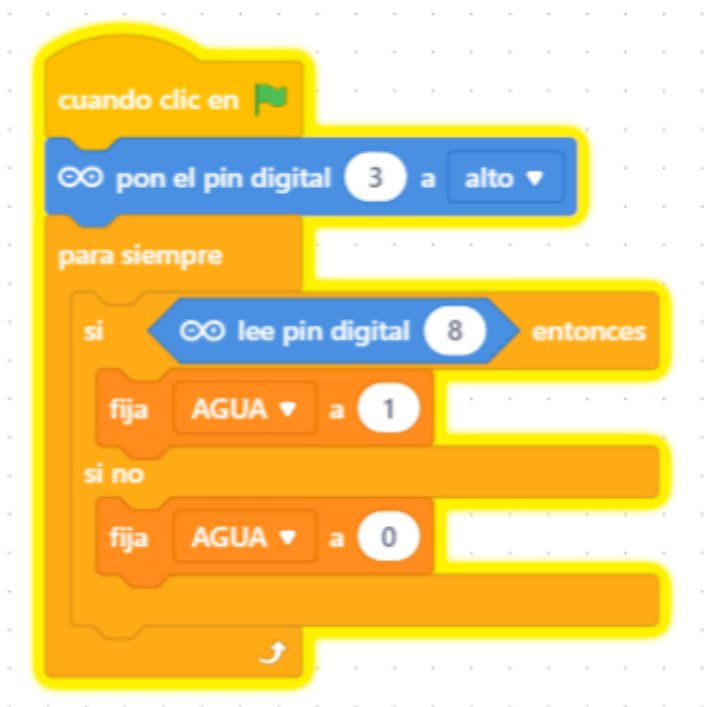 cuando clic en
pon el pin digital 3 a alto
para siempre
si lee pin digital 8 entonces
fija AGUA a 1
si no
fija AGUA a 0